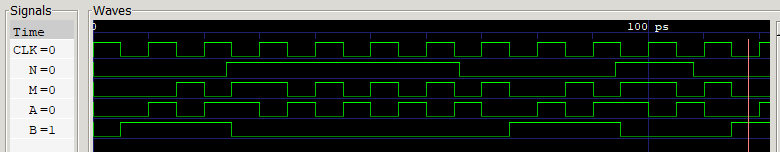 Signals
Waves
Time
0
100 ps
CLK=0
N=0
M=0
A=0
B=1